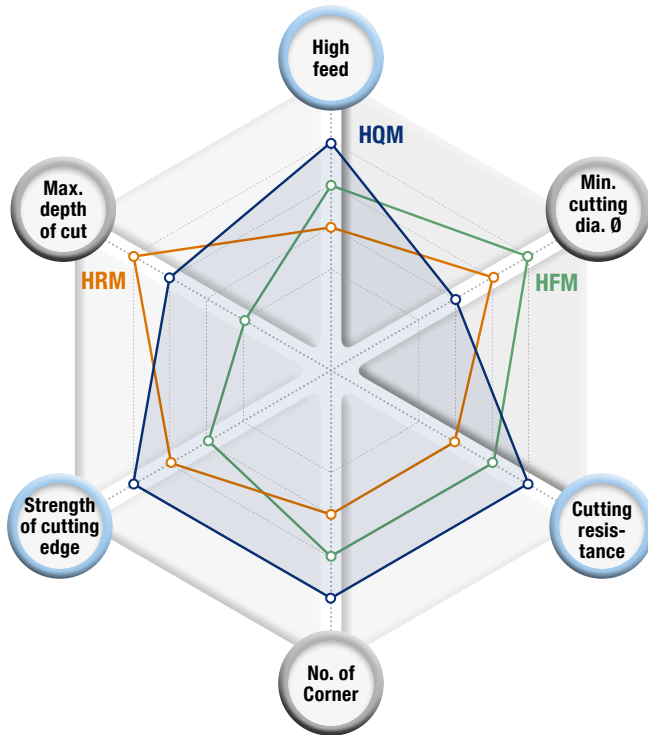 High
feed
HQM
Max.
depth
of cut
Min.
cutting
dia. Ø
HRM
HFM
Strength
of cutting
edge
Cutting
resis-
tance
No. of
Corner